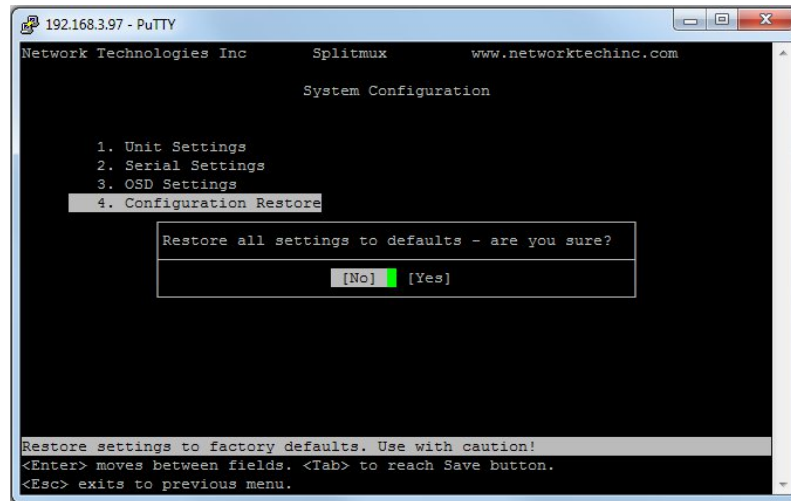 192.168.3.97 - PuTTY
Network Technologies Inc Splitmux www.networktechinc.com
System Configuration
1. Unit Settings
2. Serial Settings
3. OSD Settings
4. Configuration Restore
Restore all settings to defaults - are you sure?
[No] [Yes]
Restore settings to factory defaults. Use with caution!
<Enter> moves between fields. <Tab> to reach Save button.
<Esc> exits to previous menu.